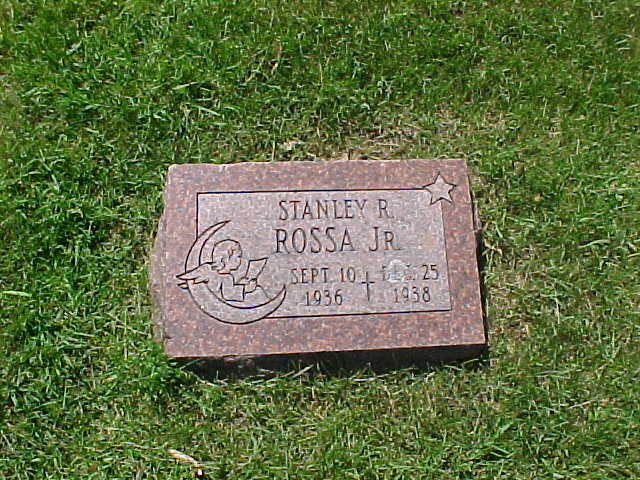 STANLEY R.
ROSSA JR.
SEPT 10 25
1936 1938